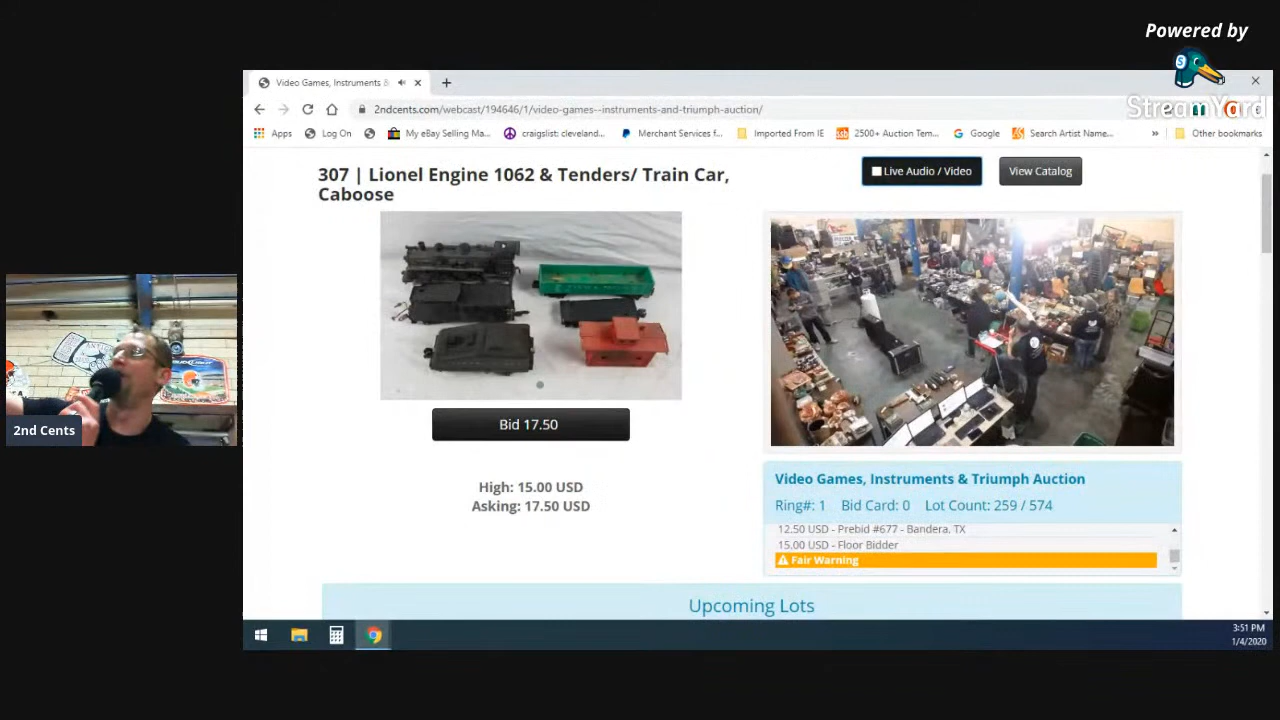 Powered by
StreamYard
Video Games, Instruments &
2ndcents.com/webcast/194646/1/video-games--instruments-and-triumph-auction/
Apps
Log On
My eBay Selling Ma...
craigslist: cleveland...
Merchant Services f...
Imported From IE
2500+ Auction Tem...
Google
Search Artist Name...
»
Other bookmarks
307 | Lionel Engine 1062 & Tenders/ Train Car,
Caboose
Live Audio / Video
View Catalog
Bid 17.50
High: 15.00 USD
Asking: 17.50 USD
2nd Cents
Video Games, Instruments & Triumph Auction
Ring#: 1 Bid Card: 0 Lot Count: 259 / 574
12.50 USD - Prebid #677 - Bandera, TX
15.00 USD - Floor Bidder
Fair Warning
Upcoming Lots
3:51 PM
1/4/2020